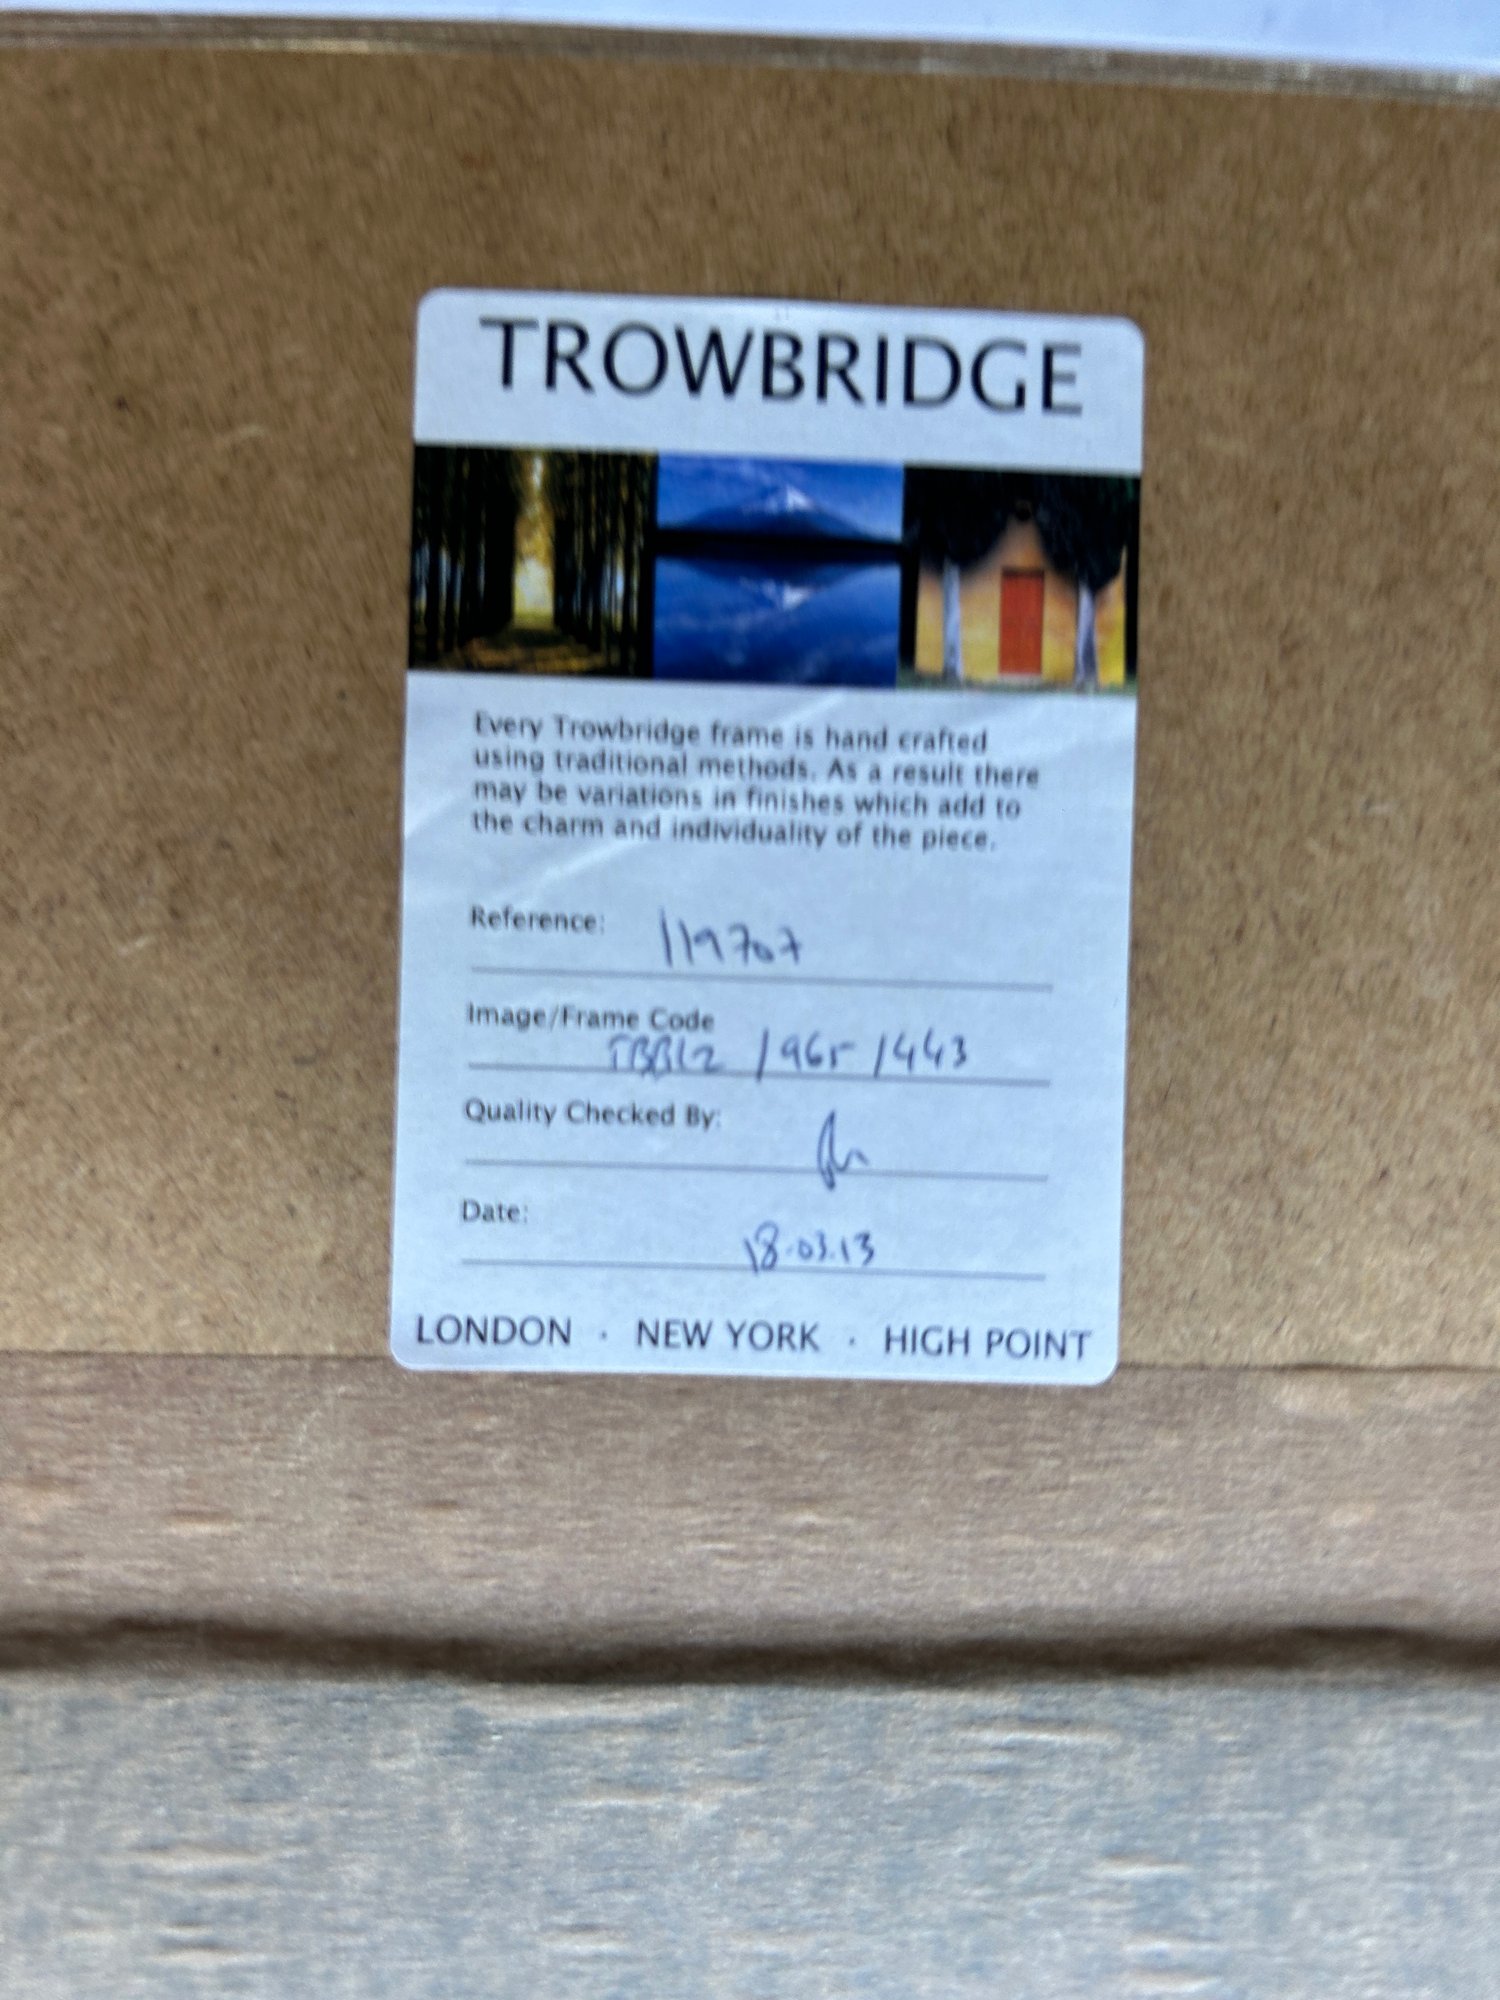 TROWBRIDGE
Every Trowbridge frame is hand crafted
using traditional methods. As a result there
may be variations in finishes which add to
the charm and individuality of the piece.
Reference: 119707
Image/Frame Code
/965 /443
Quality Checked By:
Date: 18.03.13
LONDON · NEW YORK · HIGH POINT